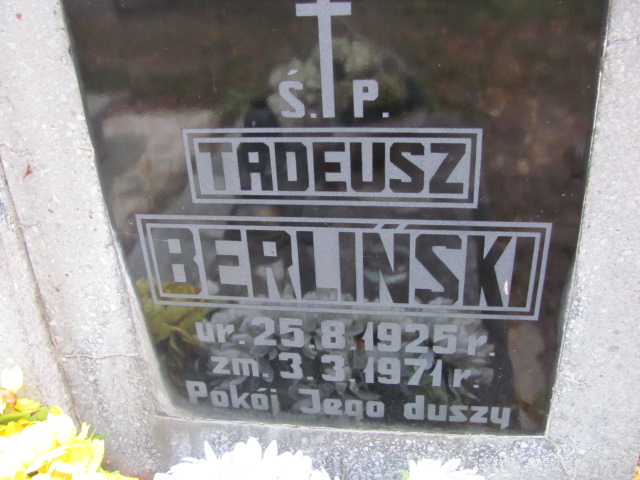 Ś. P.
TADEUSZ
BERLIŃSKI
ur. 25.8.1925 r.
zm. 3.3.1971 r.
Pokój Jego duszy